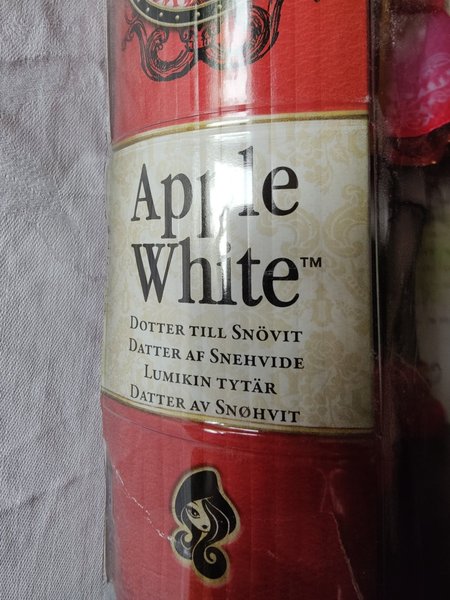 Apple
White™
Dotter till Snövit
Datter af Snehvide
Lumikin tytär
Datter av Snøhvit